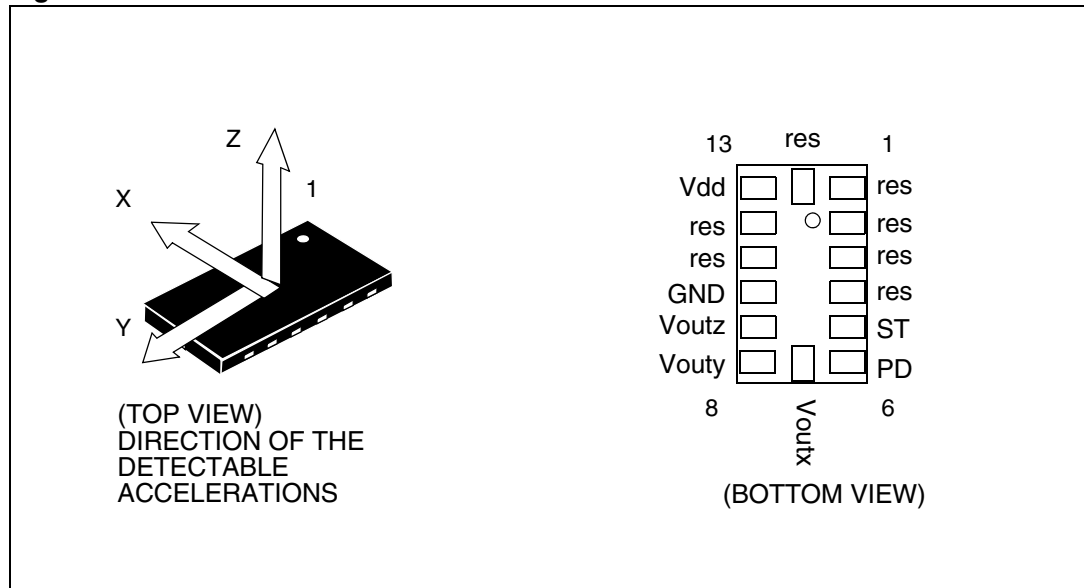 Z
1
X
Y
(TOP VIEW)
DIRECTION OF THE
DETECTABLE
ACCELERATIONS
13 res 1
Vdd res
res res
res res
GND res
Voutz ST
Vouty PD
8 Voutx 6
(BOTTOM VIEW)